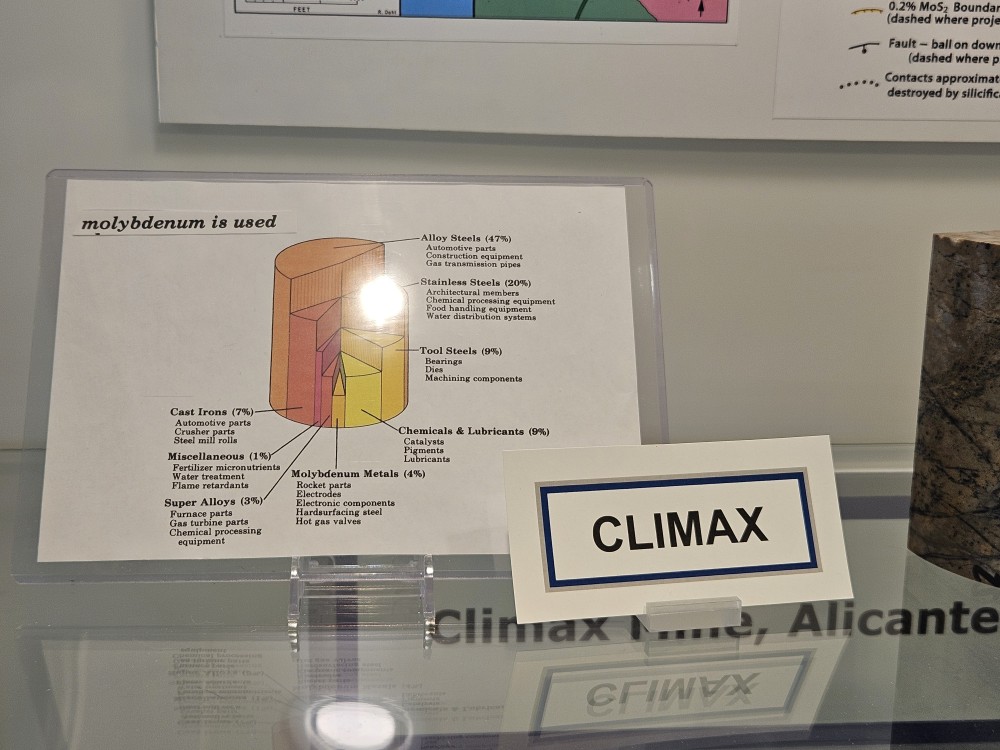 FEET
R. Dahl
0.2% MoS₂ Boundar
(dashed where proje
Fault – ball on down
(dashed where p
Contacts approximat
destroyed by silicific
molybdenum is used
Alloy Steels (47%)
Automotive parts
Construction equipment
Gas transmission pipes
Stainless Steels (20%)
Architectural members
Chemical processing equipment
Food handling equipment
Water distribution systems
Tool Steels (9%)
Bearings
Dies
Machining components
Chemicals & Lubricants (9%)
Catalysts
Pigments
Lubricants
Cast Irons (7%)
Automotive parts
Crusher parts
Steel mill rolls
Miscellaneous (1%)
Fertilizer micronutrients
Water treatment
Flame retardants
Molybdenum Metals (4%)
Rocket parts
Electrodes
Electronic components
Hardsurfacing steel
Hot gas valves
Super Alloys (3%)
Furnace parts
Gas turbine parts
Chemical processing
equipment
CLIMAX
Climax Mine, Alicante